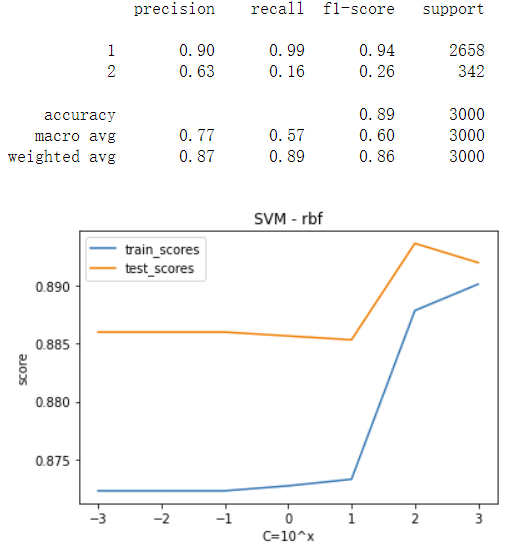 precision recall f1-score support
1 0.90 0.99 0.94 2658
2 0.63 0.16 0.26 342
accuracy 0.89 3000
macro avg 0.77 0.57 0.60 3000
weighted avg 0.87 0.89 0.86 3000
SVM - rbf
train_scores
test_scores
0.890
0.885
0.880
0.875
score
−3 −2 −1 0 1 2 3
C=10^x